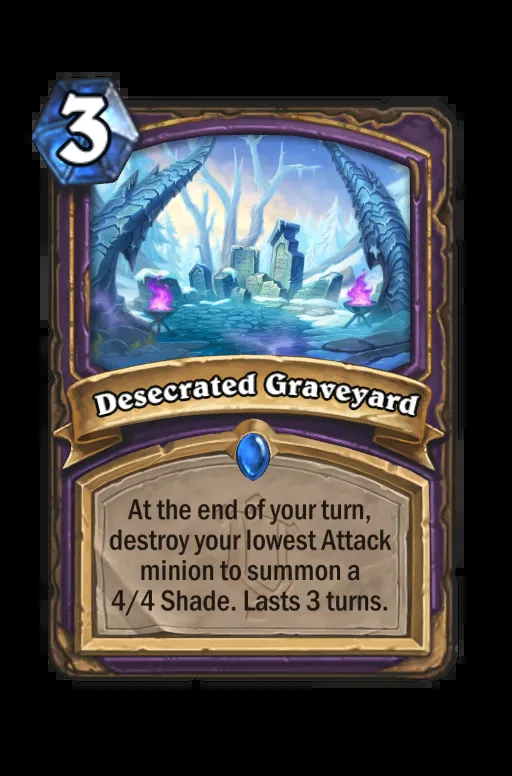 3
Desecrated Graveyard
At the end of your turn,
destroy your lowest Attack
minion to summon a
4/4 Shade. Lasts 3 turns.